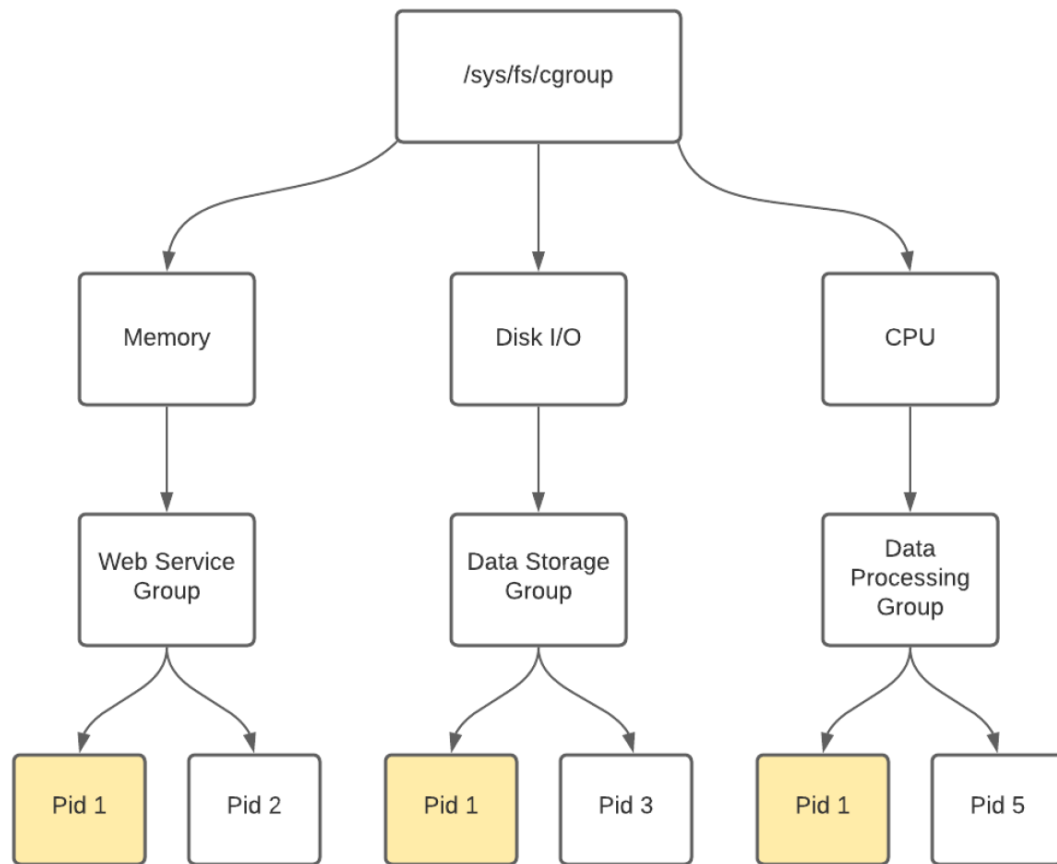 /sys/fs/cgroup
Memory
Disk I/O
CPU
Web Service
Group
Data Storage
Group
Data
Processing
Group
Pid 1
Pid 2
Pid 1
Pid 3
Pid 1
Pid 5